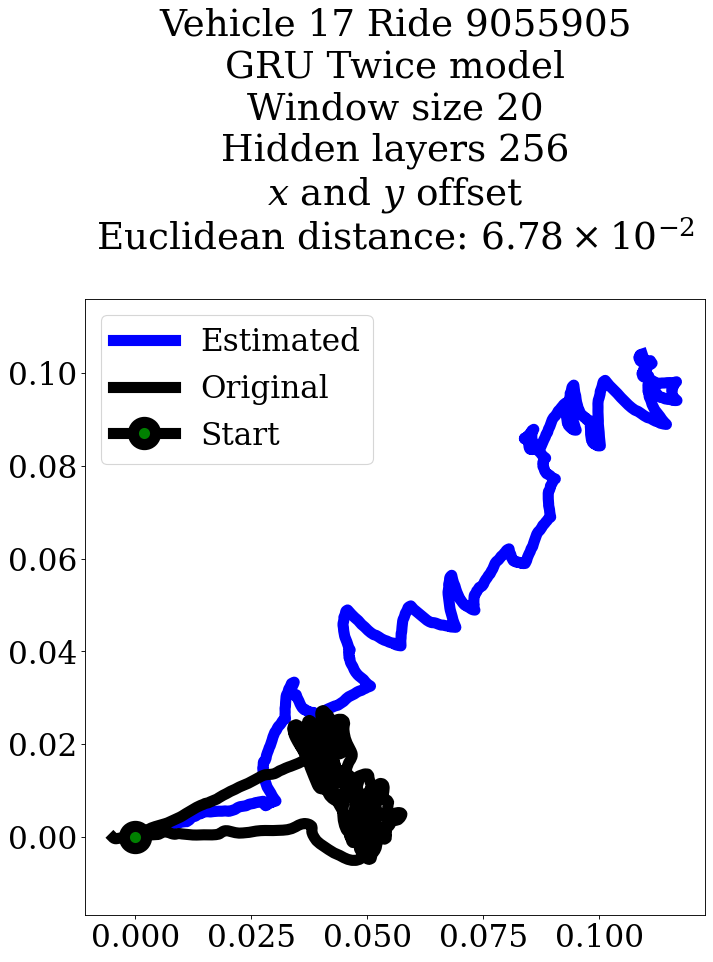 Vehicle 17 Ride 9055905
GRU Twice model
Window size 20
Hidden layers 256
x and y offset
Euclidean distance: 6.78 × 10⁻²
Estimated
Original
Start
0.10
0.08
0.06
0.04
0.02
0.00
0.000 0.025 0.050 0.075 0.100